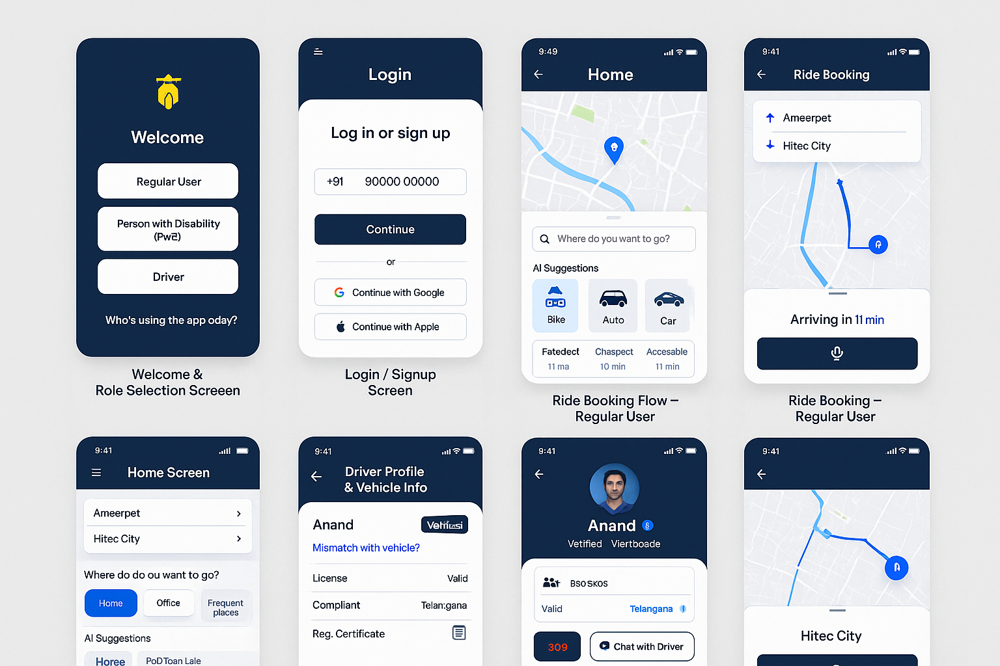 Welcome
Regular User
Person with Disability
Driver
Who's using the app oday?
Welcome &
Role Selection Screeen
Login
Log in or sign up
+91 90000 00000
Continue
or
Continue with Google
Continue with Apple
Login / Signup
Screen
9:49
Home
Where do you want to go?
AI Suggestions
Bike
Auto
Car
Fatedect
Chaspect
Accesable
11 ma
10 min
11 min
Ride Booking Flow –
Regular User
9:41
Ride Booking
Ameerpet
Hitec City
Arriving in 11 min
Ride Booking –
Regular User
9:41
Home Screen
Ameerpet
Hitec City
Where do do ou want to go?
Home
Office
Frequent
places
AI Suggestions
Horee
PoDToan Lale
9:41
Driver Profile
& Vehicle Info
Anand
Mismatch with vehicle?
License Valid
Compliant Telan:gana
Reg. Certificate
9:41
Anand
Vetified Viertboade
Bso sкos
Valid Telangana
309
Chat with Driver
9:41
Hitec City